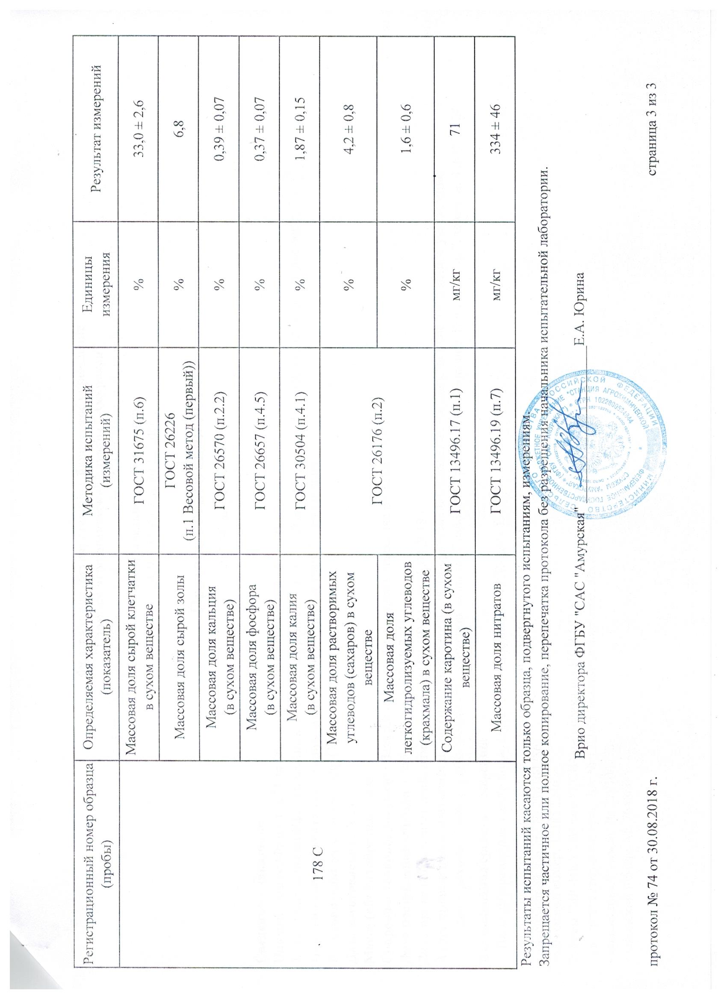 Регистрационный номер образца
(пробы)
Определяемая характеристика
(показатель)
Методика испытаний
(измерений)
Единицы
измерения
Результат измерений
178 С
Массовая доля сырой клетчатки
в сухом веществе
ГОСТ 31675 (п.6)
%
33,0 ± 2,6
Массовая доля сырой золы
ГОСТ 26226
(п.1 Весовой метод (первый))
%
6,8
Массовая доля кальция
(в сухом веществе)
ГОСТ 26570 (п.2.2)
%
0,39 ± 0,07
Массовая доля фосфора
(в сухом веществе)
ГОСТ 26657 (п.4.5)
%
0,37 ± 0,07
Массовая доля калия
(в сухом веществе)
ГОСТ 30504 (п.4.1)
%
1,87 ± 0,15
Массовая доля растворимых
углеводов (сахаров) в сухом
веществе
ГОСТ 26176 (п.2)
%
4,2 ± 0,8
Массовая доля
легкогидролизуемых углеводов
(крахмала) в сухом веществе
%
1,6 ± 0,6
Содержание каротина (в сухом
веществе)
ГОСТ 13496.17 (п.1)
мг/кг
71
Массовая доля нитратов
ГОСТ 13496.19 (п.7)
мг/кг
334 ± 46
Результаты испытаний касаются только образца, подвергнутого испытаниям, измерениям.
Запрещается частичное или полное копирование, перепечатка протокола без разрешения начальника испытательной лаборатории.
Врио директора ФГБУ "САС "Амурская" Е.А. Юрина
МИНИСТЕРСТВО СЕЛЬСКОГО РОССИЙСКОЙ ФЕДЕРАЦИИ
ФЕДЕРАЛЬНОЕ ГОСУДАРСТВЕННОЕ БЮДЖЕТНОЕ УЧРЕЖДЕНИЕ "СТАНЦИЯ АГРОХИМИЧЕСКОЙ
СЛУЖБЫ "АМУРСКАЯ"
протокол № 74 от 30.08.2018 г.
страница 3 из 3